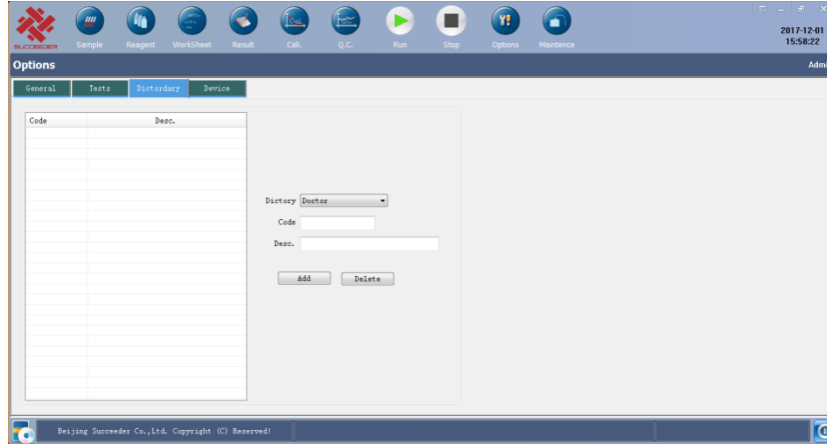 SUCCEEDER
Sample Reagent WorkSheet Result Cali. Q.C. Run Stop Options Maintence
2017-12-01
15:58:22
Options
Admi
General Tests Dictordary Device
Code Desc.
Dictory Doctor
Code
Desc.
Add Delete
Beijing Succeeder Co.,Ltd. Copyright (C) Reserved!